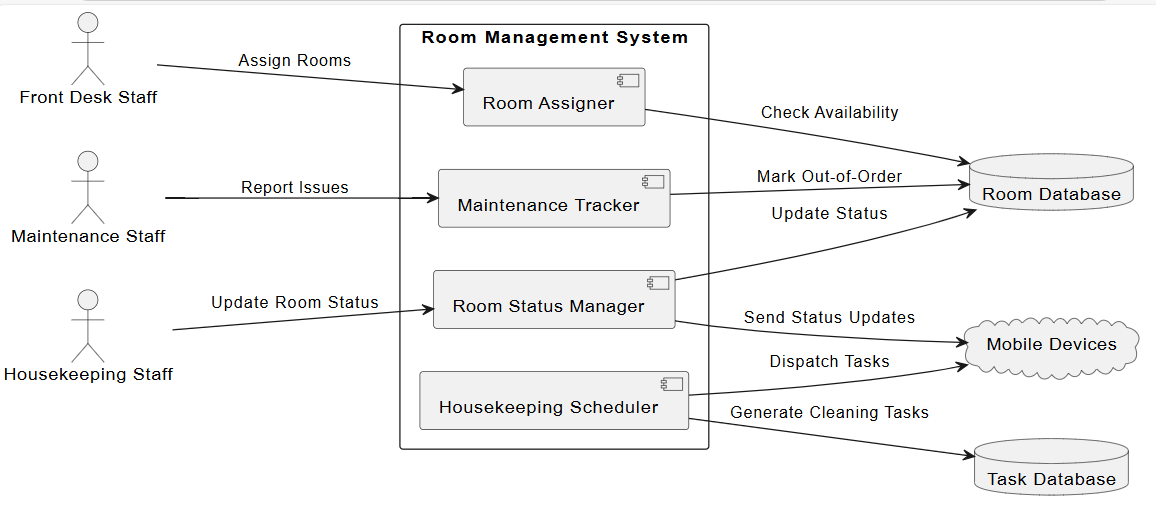 Room Management System
Assign Rooms
Front Desk Staff
Room Assigner
Check Availability
Report Issues
Maintenance Staff
Maintenance Tracker
Mark Out-of-Order
Room Database
Update Status
Update Room Status
Housekeeping Staff
Room Status Manager
Send Status Updates
Mobile Devices
Dispatch Tasks
Housekeeping Scheduler
Generate Cleaning Tasks
Task Database